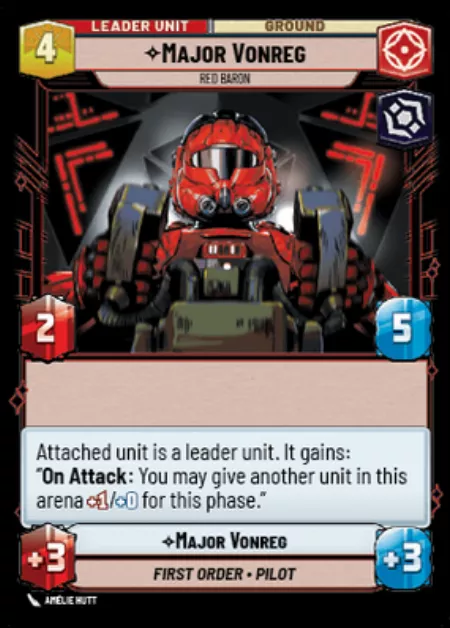 LEADER UNIT
GROUND
4
MAJOR VONREG
RED BARON
2
5
Attached unit is a leader unit. It gains:
"On Attack: You may give another unit in this
arena +1/+0 for this phase."
MAJOR VONREG
+3
+3
FIRST ORDER • PILOT
AMÉLIE HUTT